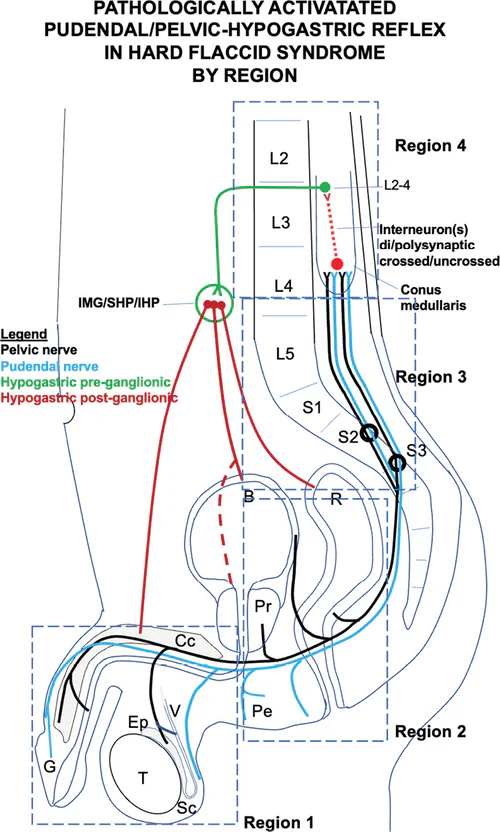 PATHOLOGICALLY ACTIVATATED
PUDENDAL/PELVIC-HYPOGASTRIC REFLEX
IN HARD FLACCID SYNDROME
BY REGION
Region 4
L2
L2-4
L3
Interneuron(s)
di/polysynaptic
crossed/uncrossed
L4
IMG/SHP/IHP
Conus
medullaris
Legend
Pelvic nerve
Pudendal nerve
Hypogastric pre-ganglionic
Hypogastric post-ganglionic
L5
Region 3
S1
S2
S3
B
R
Pr
Cc
Pe
V
Ep
G
T
Sc
Region 2
Region 1